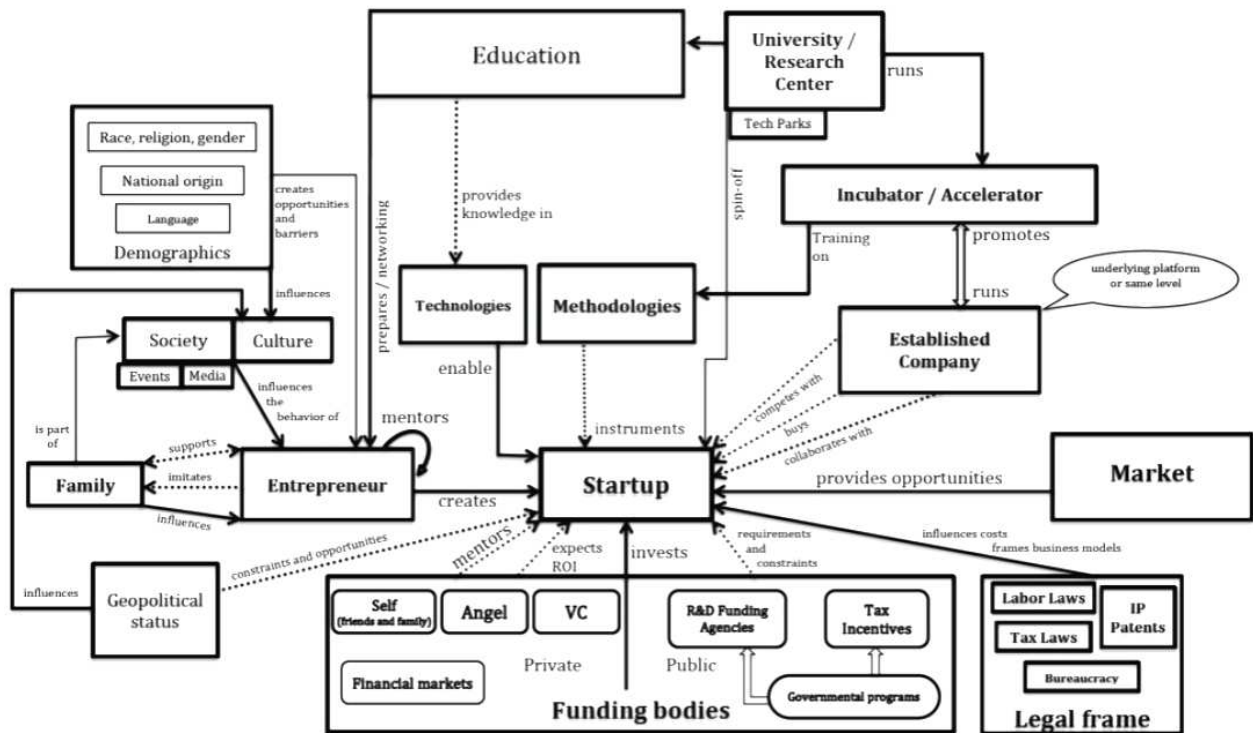 Education
University /
Research
Center
Tech Parks
runs
Race, religion, gender
National origin
Language
Demographics
creates
opportunities
and
barriers
provides
knowledge in
prepares / networking
spin-off
Incubator / Accelerator
Training
on
promotes
runs
underlying platform
or same level
influences
Technologies
Methodologies
Society
Culture
Events
Media
Established
Company
enable
influences
the
behavior of
mentors
instruments
competes with
buys
collaborates with
is part
of
supports
imitates
influences
Family
Entrepreneur
creates
Startup
provides opportunities
Market
constraints and opportunities
mentors
expects
ROI
invests
requirements
and
constraints
influences costs
frames business models
influences
Geopolitical
status
Self
(friends and family)
Angel
VC
R&D Funding
Agencies
Tax
Incentives
Private
Public
Financial markets
Governmental programs
Funding bodies
Labor Laws
IP
Patents
Tax Laws
Bureaucracy
Legal frame